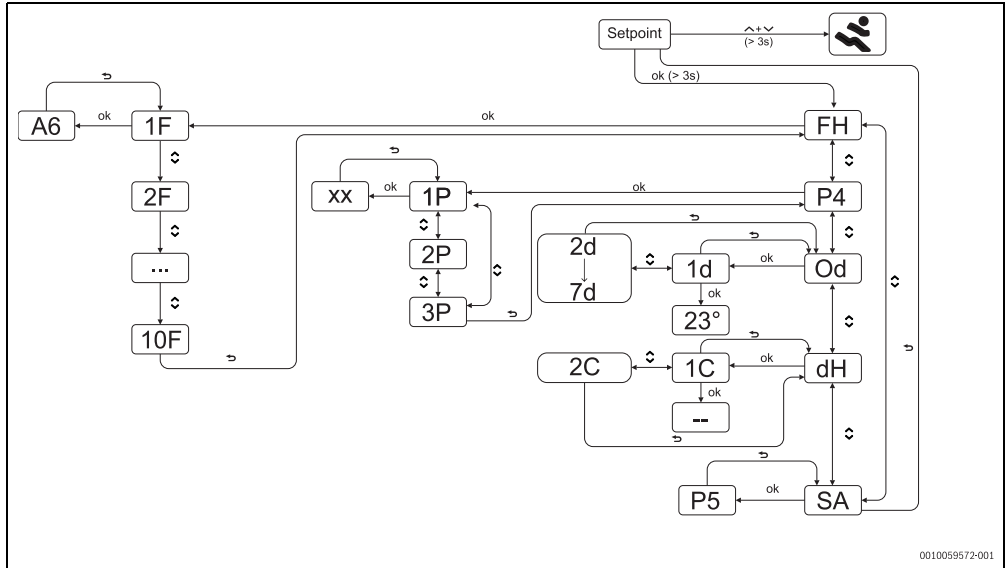 Setpoint
^+v
(> 3s)
ok (> 3s)
A6
ok
1F
ok
FH
2F
xx
ok
1P
ok
P4
2P
2d
7d
1d
ok
Od
...
3P
ok
23°
10F
2C
1C
ok
dH
ok
--
P5
ok
SA
0010059572-001